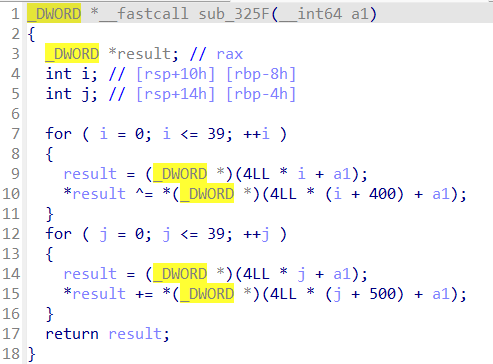 1 _DWORD *__fastcall sub_325F(__int64 a1)
2 {
3   _DWORD *result; // rax
4   int i; // [rsp+10h] [rbp-8h]
5   int j; // [rsp+14h] [rbp-4h]
6
7   for ( i = 0; i <= 39; ++i )
8   {
9     result = (_DWORD *)(4LL * i + a1);
10     *result ^= *(_DWORD *)(4LL * (i + 400) + a1);
11   }
12   for ( j = 0; j <= 39; ++j )
13   {
14     result = (_DWORD *)(4LL * j + a1);
15     *result += *(_DWORD *)(4LL * (j + 500) + a1);
16   }
17   return result;
18 }